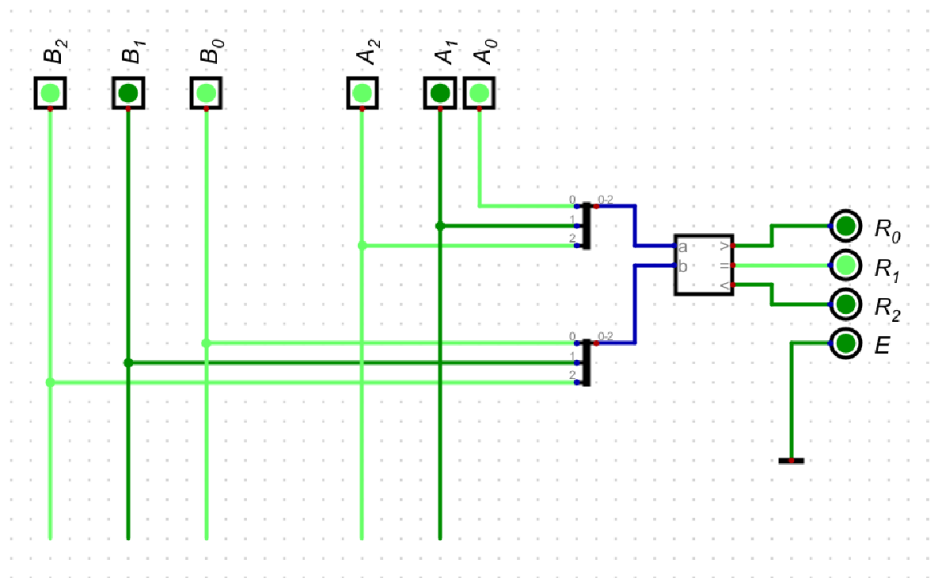 B₂ B₁ B₀ A₂ A₁ A₀
0 0-2
1
2
a >
b =
<
R₀
R₁
R₂
E
0 0-2
1
2